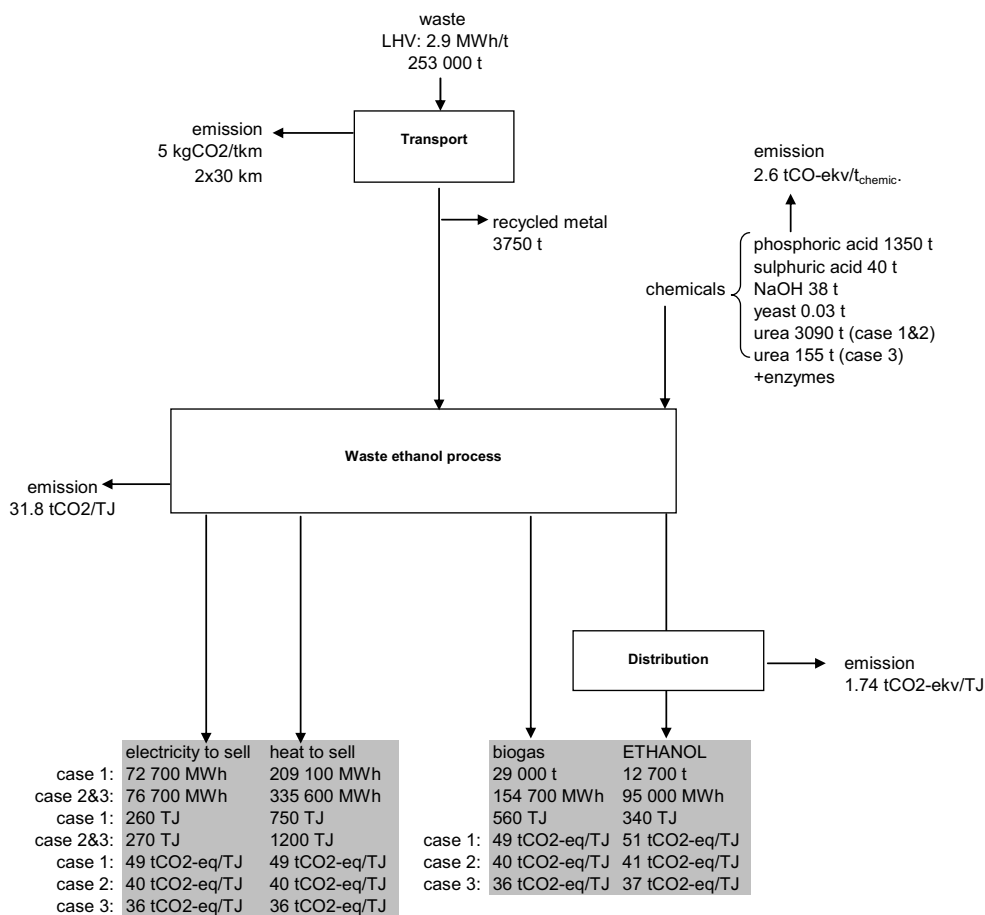 waste
LHV: 2.9 MWh/t
253 000 t
emission
5 kgCO2/tkm
2x30 km
Transport
emission
2.6 tCO-ekv/tchemic.
recycled metal
3750 t
chemicals
phosphoric acid 1350 t
sulphuric acid 40 t
NaOH 38 t
yeast 0.03 t
urea 3090 t (case 1&2)
urea 155 t (case 3)
+enzymes
Waste ethanol process
emission
31.8 tCO2/TJ
Distribution
emission
1.74 tCO2-ekv/TJ
electricity to sell heat to sell biogas ETHANOL
case 1: 72 700 MWh 209 100 MWh 29 000 t 12 700 t
case 2&3: 76 700 MWh 335 600 MWh 154 700 MWh 95 000 MWh
case 1: 260 TJ 750 TJ 560 TJ 340 TJ
case 2&3: 270 TJ 1200 TJ case 1: 49 tCO2-eq/TJ 51 tCO2-eq/TJ
case 1: 49 tCO2-eq/TJ 49 tCO2-eq/TJ case 2: 40 tCO2-eq/TJ 41 tCO2-eq/TJ
case 2: 40 tCO2-eq/TJ 40 tCO2-eq/TJ case 3: 36 tCO2-eq/TJ 37 tCO2-eq/TJ
case 3: 36 tCO2-eq/TJ 36 tCO2-eq/TJ